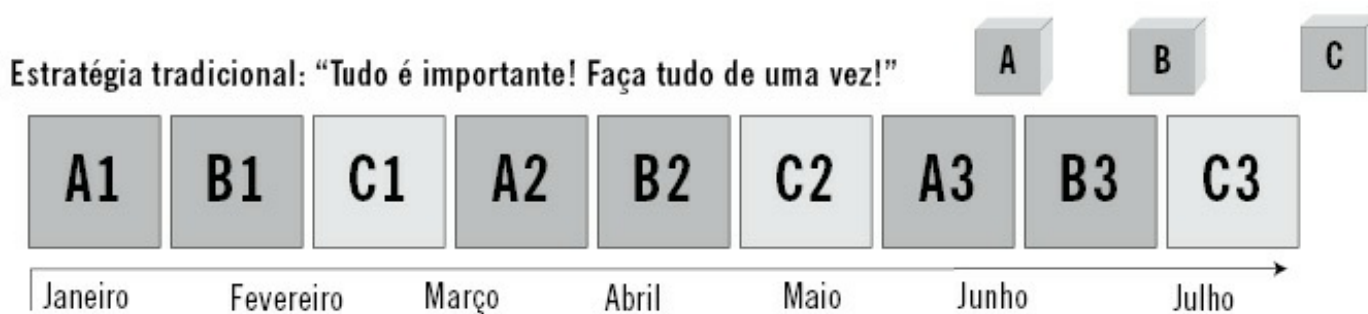 A B C
Estratégia tradicional: “Tudo é importante! Faça tudo de uma vez!”
A1 B1 C1 A2 B2 C2 A3 B3 C3
Janeiro Fevereiro Março Abril Maio Junho Julho